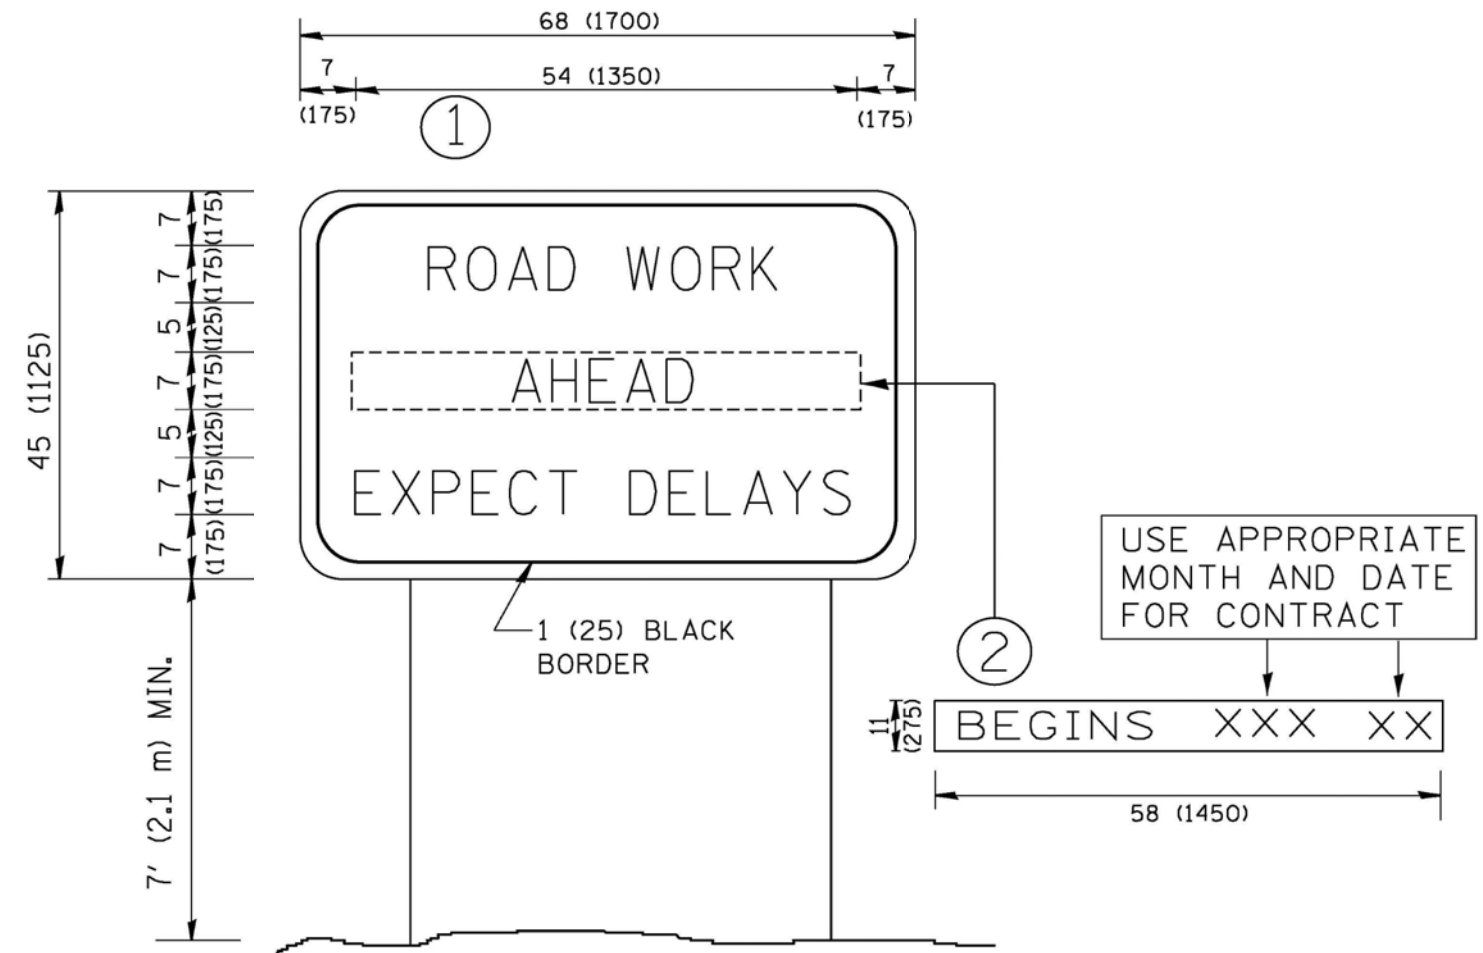 68 (1700)
7
54 (1350)
7
(175)
(175)
1
45 (1125)
7
(175)
7
(175)
5
(125)
7
(175)
5
(125)
7
(175)
7
(175)
ROAD WORK
AHEAD
EXPECT DELAYS
1 (25) BLACK
BORDER
7' (2.1 m) MIN.
USE APPROPRIATE
MONTH AND DATE
FOR CONTRACT
2
11
(275)
BEGINS XXX XX
58 (1450)